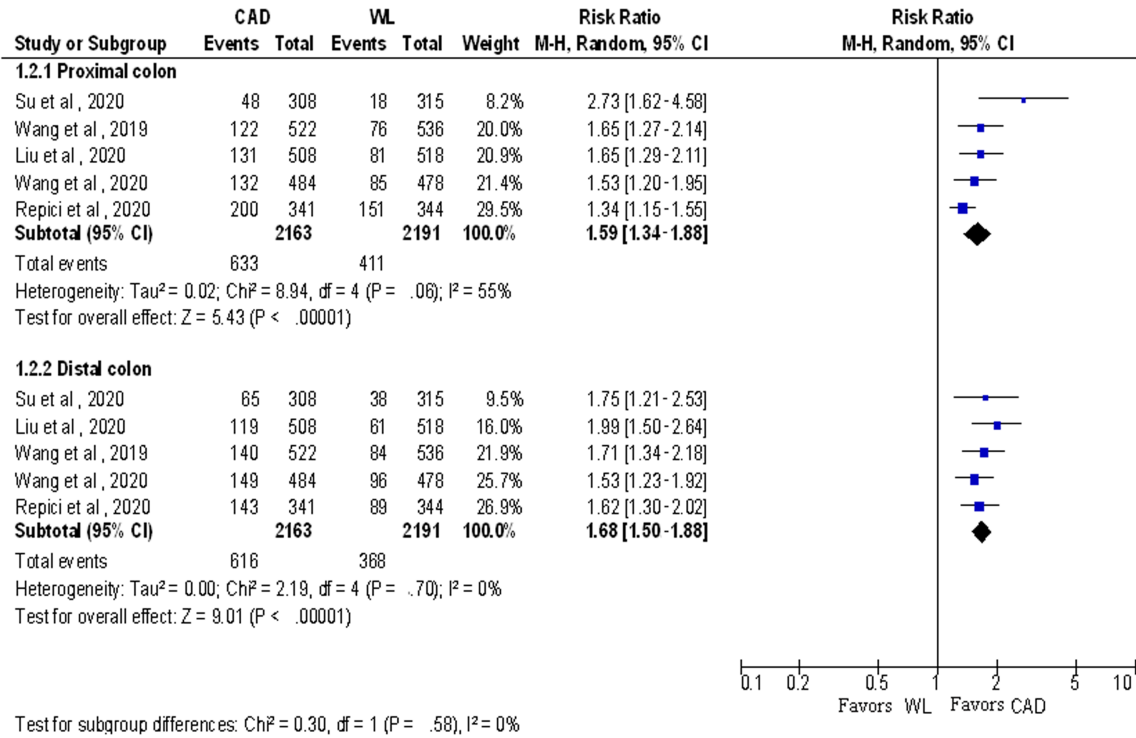 CAD WL Risk Ratio Risk Ratio
Study or Subgroup Events Total Events Total Weight M-H, Random, 95% CI M-H, Random, 95% CI
1.2.1 Proximal colon
Su et al, 2020 48 308 18 315 8.2% 2.73 [1.62-4.58]
Wang et al, 2019 122 522 76 536 20.0% 1.65 [1.27-2.14]
Liu et al, 2020 131 508 81 518 20.9% 1.65 [1.29-2.11]
Wang et al, 2020 132 484 85 478 21.4% 1.53 [1.20-1.95]
Repici et al, 2020 200 341 151 344 29.5% 1.34 [1.15-1.55]
Subtotal (95% CI) 2163 2191 100.0% 1.59 [1.34-1.88]
Total events 633 411
Heterogeneity: Tau² = 0.02; Chi² = 8.94, df = 4 (P = .06); I² = 55%
Test for overall effect: Z = 5.43 (P < .00001)
1.2.2 Distal colon
Su et al, 2020 65 308 38 315 9.5% 1.75 [1.21-2.53]
Liu et al, 2020 119 508 61 518 16.0% 1.99 [1.50-2.64]
Wang et al, 2019 140 522 84 536 21.9% 1.71 [1.34-2.18]
Wang et al, 2020 149 484 96 478 25.7% 1.53 [1.23-1.92]
Repici et al, 2020 143 341 89 344 26.9% 1.62 [1.30-2.02]
Subtotal (95% CI) 2163 2191 100.0% 1.68 [1.50-1.88]
Total events 616 368
Heterogeneity: Tau² = 0.00; Chi² = 2.19, df = 4 (P = .70); I² = 0%
Test for overall effect: Z = 9.01 (P < .00001)
0.1 0.2 0.5 1 2 5 10
Favors WL Favors CAD
Test for subgroup differences: Chi² = 0.30, df = 1 (P = .58), I² = 0%